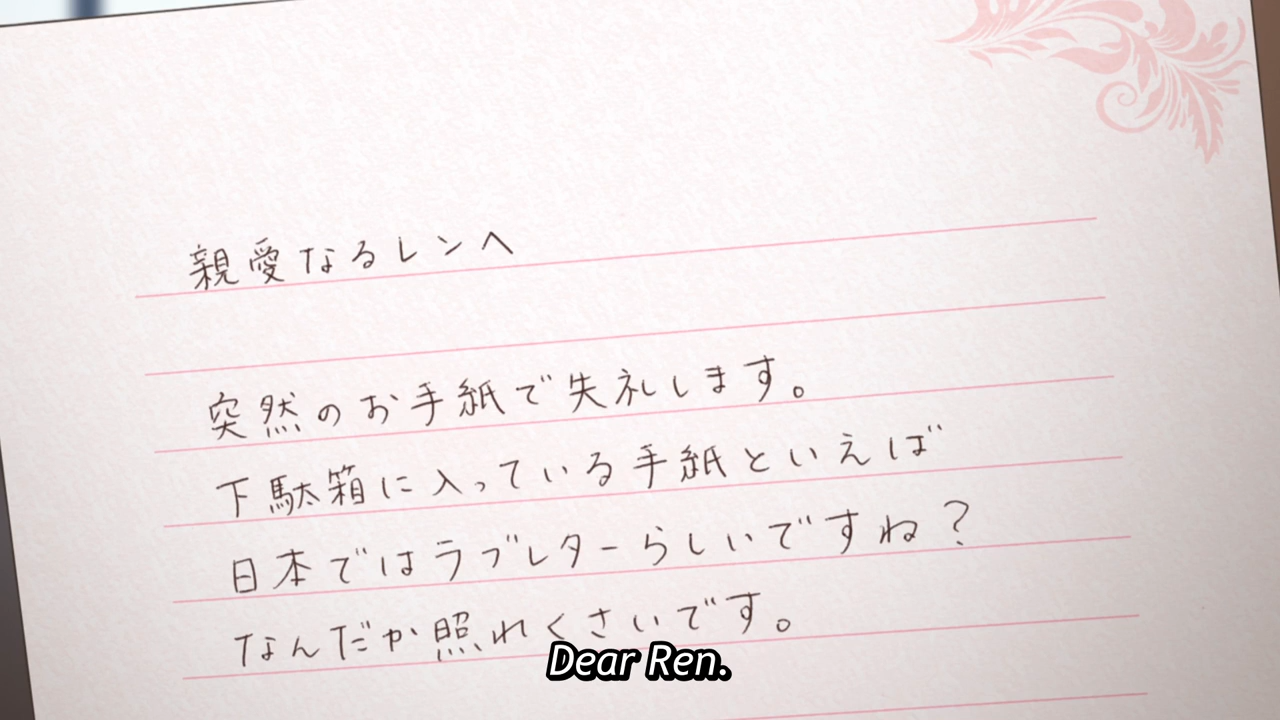 親愛なるレンへ
突然のお手紙で失礼します。
下駄箱に入っている手紙といえば
日本ではラブレターらしいですね？
なんだか照れくさいです。
Dear Ren.